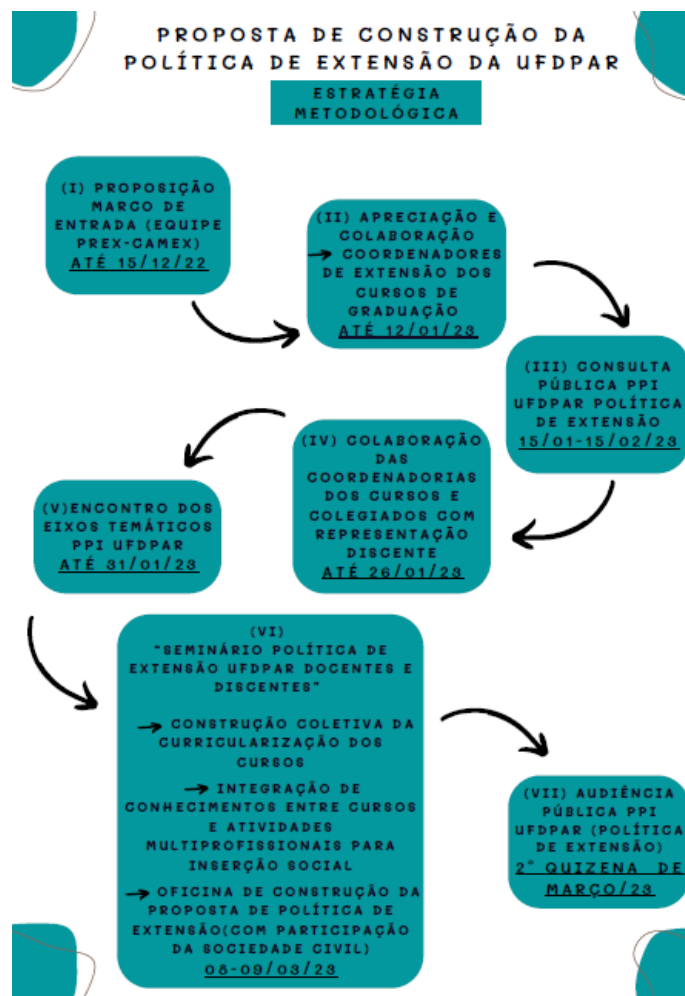 PROPOSTA DE CONSTRUÇÃO DA
POLÍTICA DE EXTENSÃO DA UFDPAR
ESTRATÉGIA
METODOLÓGICA
(I) PROPOSIÇÃO
MARCO DE
ENTRADA (EQUIPE
PREX-CAMEX)
ATÉ 15/12/22
(II) APRECIAÇÃO E
COLABORAÇÃO
→ COORDENADORES
DE EXTENSÃO DOS
CURSOS DE
GRADUAÇÃO
ATÉ 12/01/23
(III) CONSULTA
PÚBLICA PPI
UFDPAR POLÍTICA
DE EXTENSÃO
15/01-15/02/23
(IV) COLABORAÇÃO
DAS
COORDENADORIAS
DOS CURSOS E
COLEGIADOS COM
REPRESENTAÇÃO
DISCENTE
ATÉ 26/01/23
(V)ENCONTRO DOS
EIXOS TEMÁTICOS
PPI UFDPAR
ATÉ 31/01/23
(VI)
"SEMINÁRIO POLÍTICA DE
EXTENSÃO UFDPAR DOCENTES E
DISCENTES"
→ CONSTRUÇÃO COLETIVA DA
CURRICULARIZAÇÃO DOS
CURSOS
→ INTEGRAÇÃO DE
CONHECIMENTOS ENTRE CURSOS
E ATIVIDADES
MULTIPROFISSIONAIS PARA
INSERÇÃO SOCIAL
→ OFICINA DE CONSTRUÇÃO DA
PROPOSTA DE POLÍTICA DE
EXTENSÃO(COM PARTICIPAÇÃO
DA SOCIEDADE CIVIL)
08-09/03/23
(VII) AUDIÊNCIA
PÚBLICA PPI
UFDPAR (POLÍTICA
DE EXTENSÃO)
2° QUIZENA DE
MARÇO/23